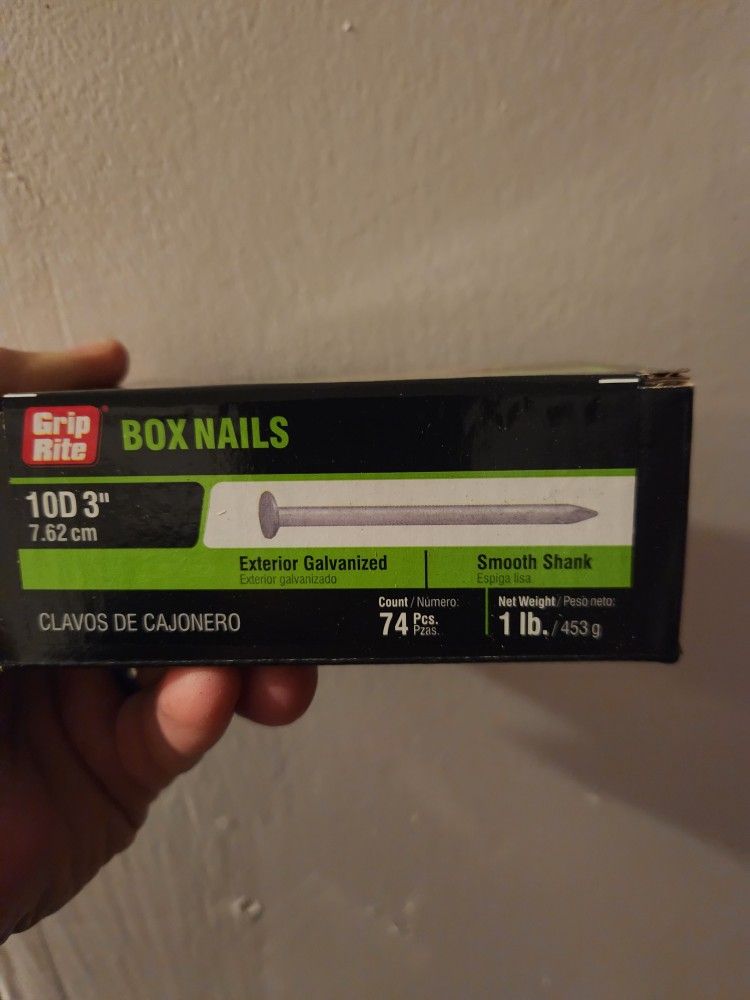 Grip
Rite
BOX NAILS
10D 3"
7.62 cm
Exterior Galvanized
Exterior galvanizado
Smooth Shank
Espiga lisa
CLAVOS DE CAJONERO
Count / Número:
74 Pcs.
Pzas.
Net Weight / Peso neto:
1 lb. / 453 g